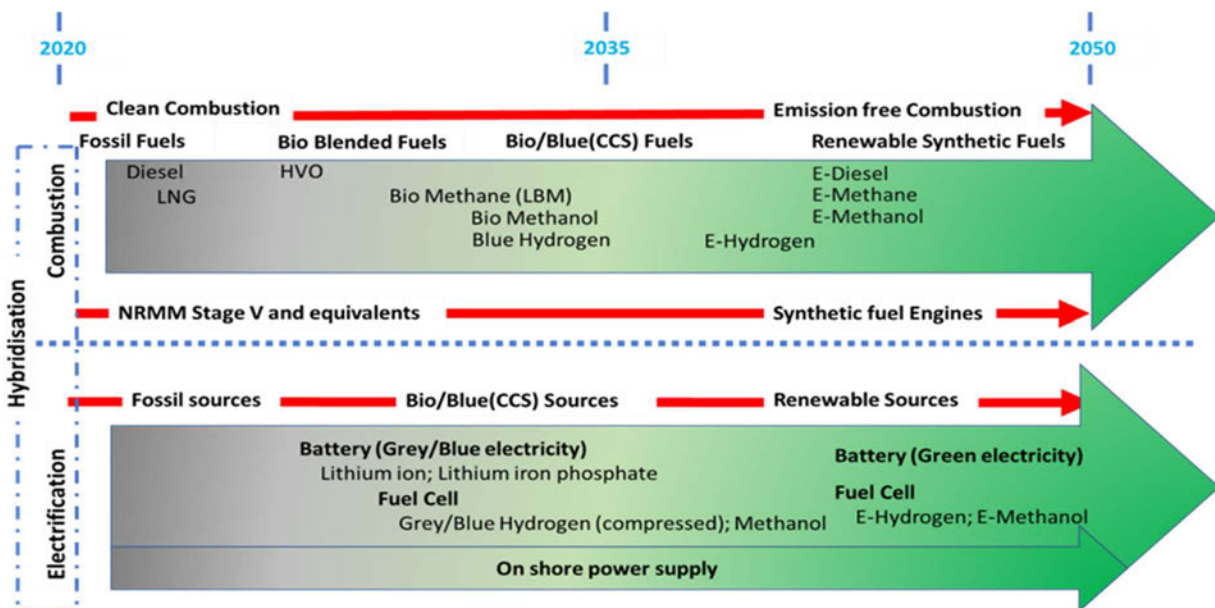 2020 2035 2050
Clean Combustion Emission free Combustion
Fossil Fuels Bio Blended Fuels Bio/Blue(CCS) Fuels Renewable Synthetic Fuels
Diesel HVO E-Diesel
LNG Bio Methane (LBM) E-Methane
Bio Methanol E-Methanol
Blue Hydrogen E-Hydrogen
Combustion
NRMM Stage V and equivalents Synthetic fuel Engines
Hybridisation
Fossil sources Bio/Blue(CCS) Sources Renewable Sources
Battery (Grey/Blue electricity) Battery (Green electricity)
Lithium ion; Lithium iron phosphate
Fuel Cell Fuel Cell
Grey/Blue Hydrogen (compressed); Methanol E-Hydrogen; E-Methanol
Electrification
On shore power supply